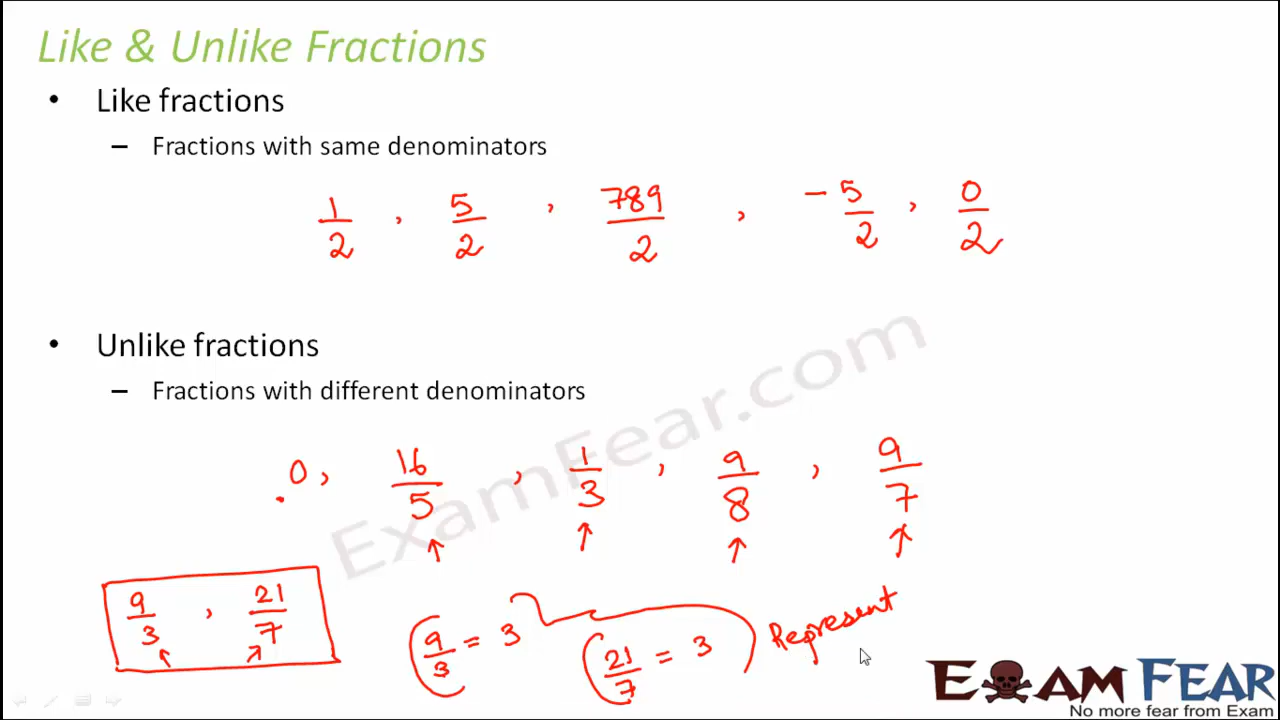 Like & Unlike Fractions
• Like fractions
– Fractions with same denominators
1/2 , 5/2 , 789/2 , -5/2 , 0/2
• Unlike fractions
– Fractions with different denominators
.0, 16/5 , 1/3 , 9/8 , 9/7
9/3 , 21/7
(9/3 = 3 (21/7 = 3 ) Represent
ExamFear.com
EXAM FEAR
No more fear from Exam